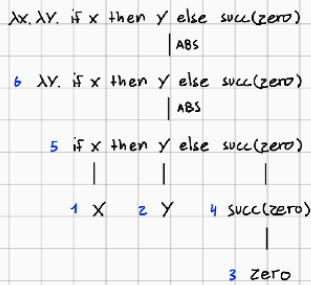 λx. λy. if x then y else succ(zero)
ABS
6 λy. if x then y else succ(zero)
ABS
5 if x then y else succ(zero)
1 x 2 y 4 succ(zero)
3 zero